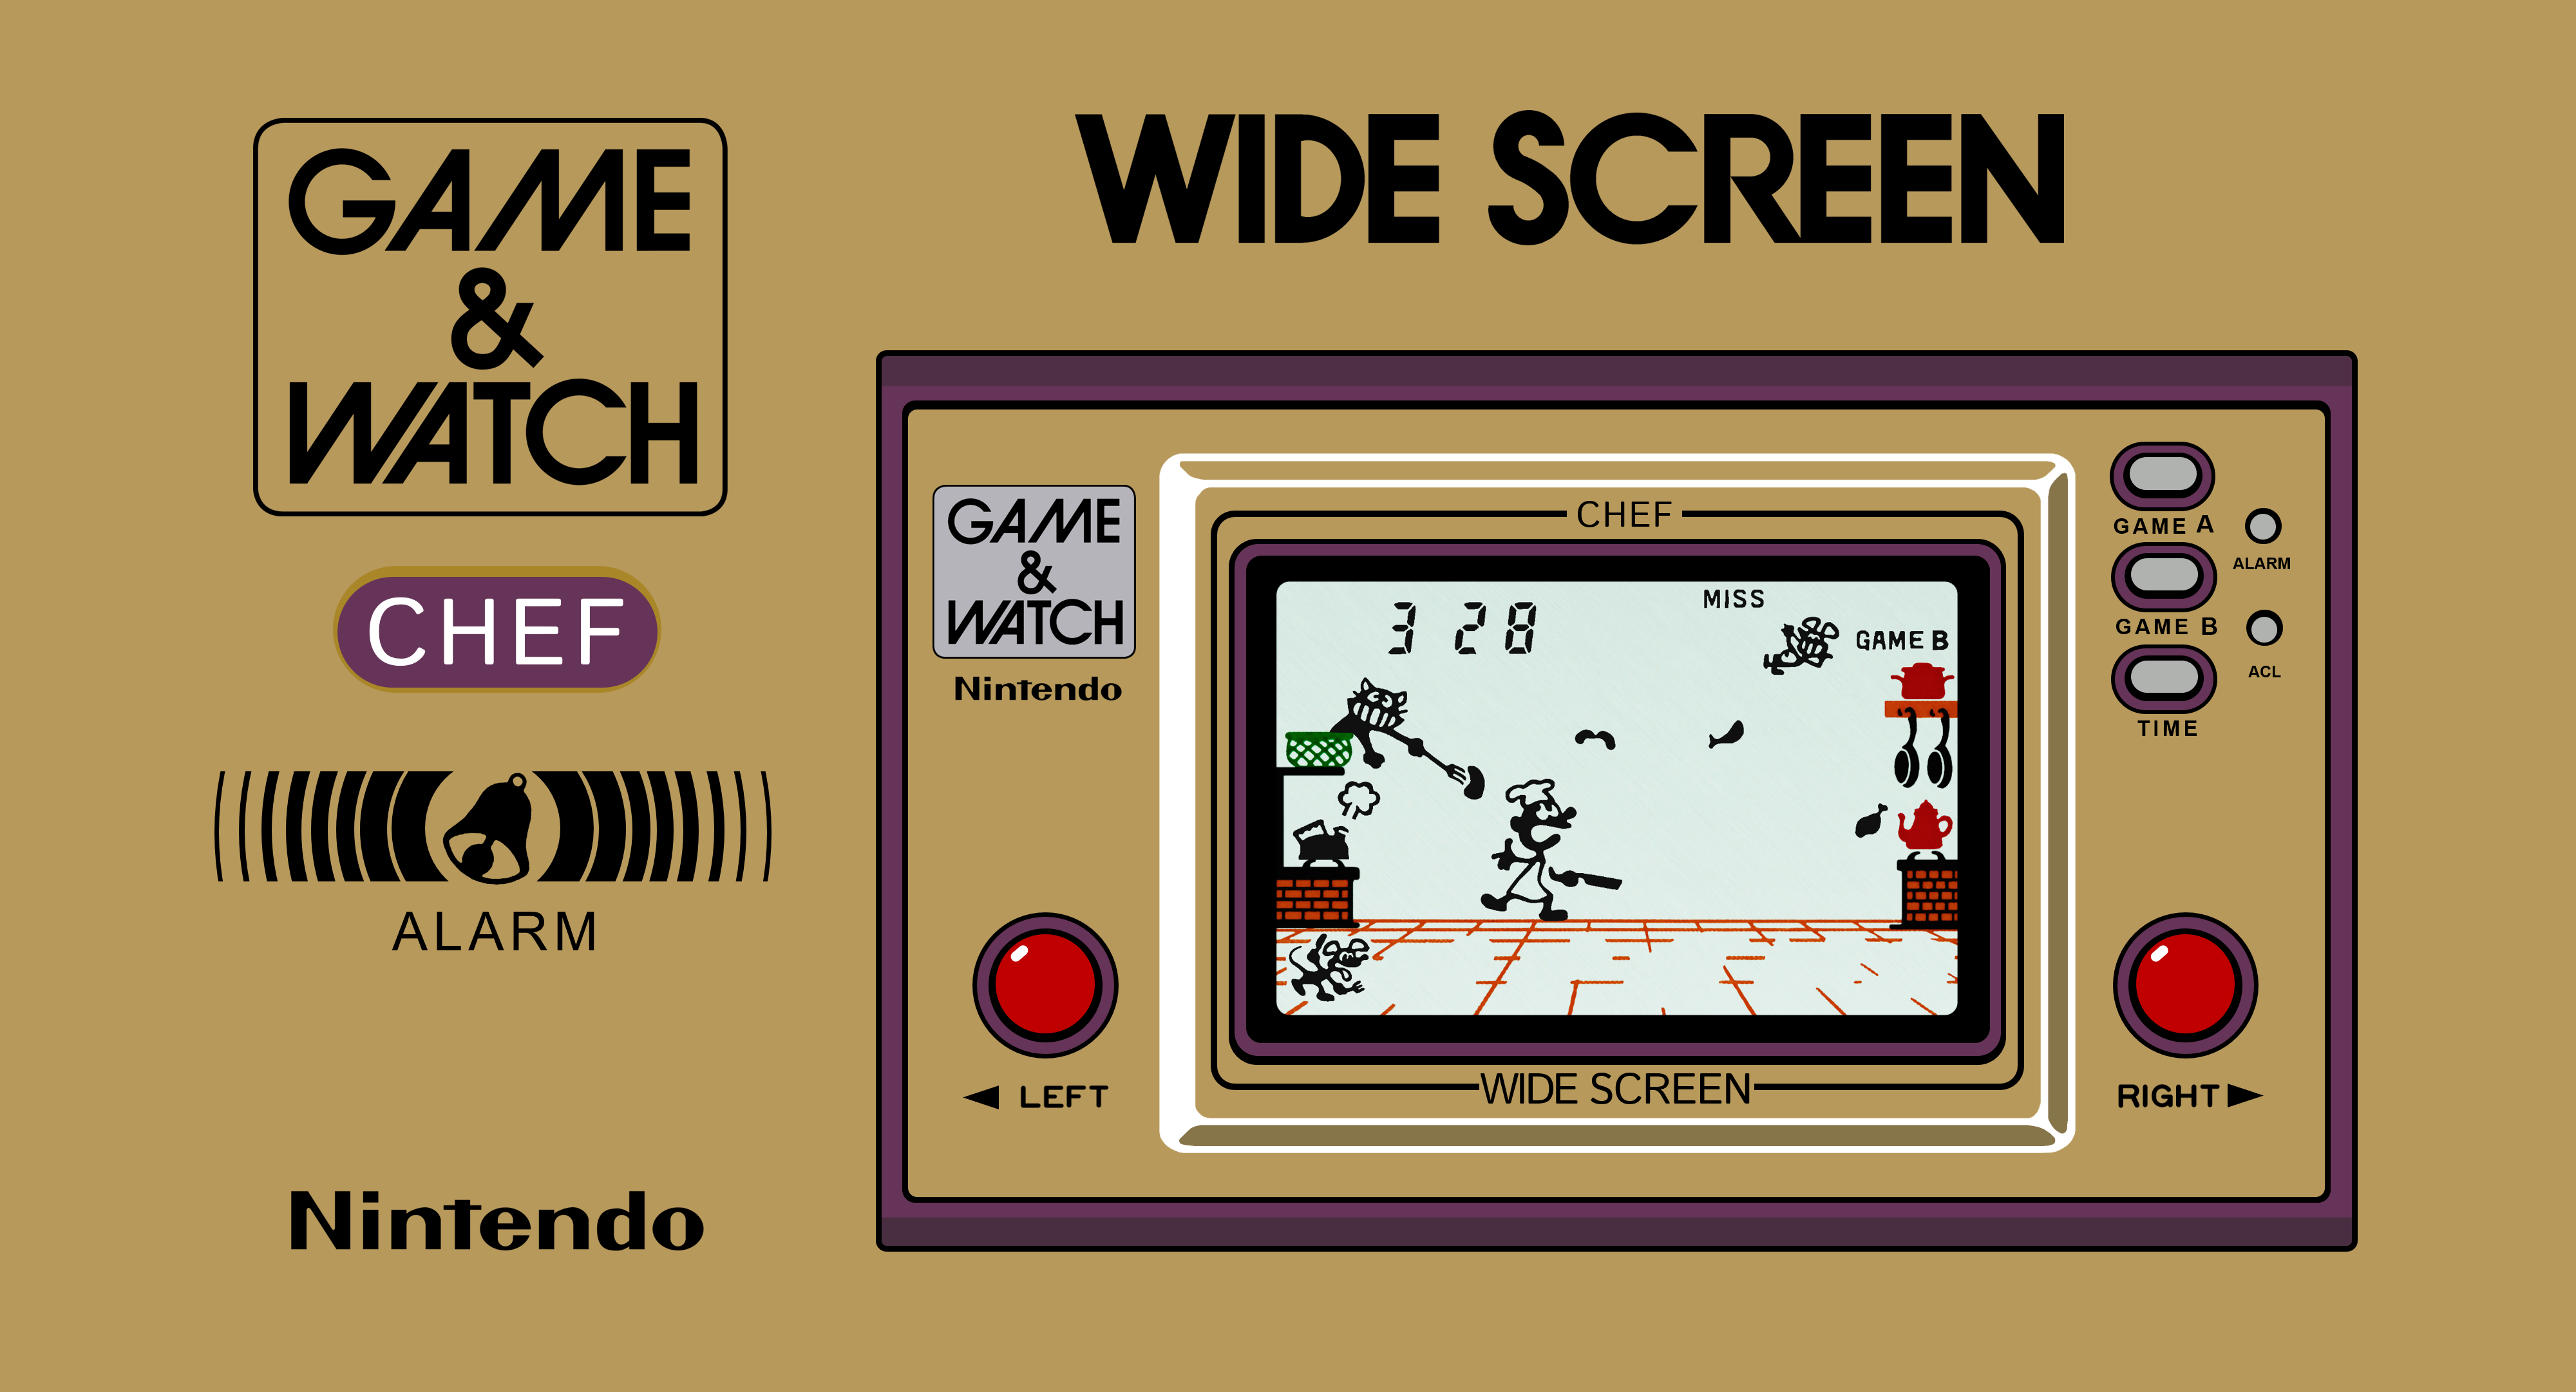 GAME
&
WATCH
CHEF
ALARM
Nintendo
WIDE SCREEN
GAME
&
WATCH
Nintendo
CHEF
3 28
MISS
GAME B
WIDE SCREEN
GAME A
ALARM
GAME B
ACL
TIME
LEFT
RIGHT